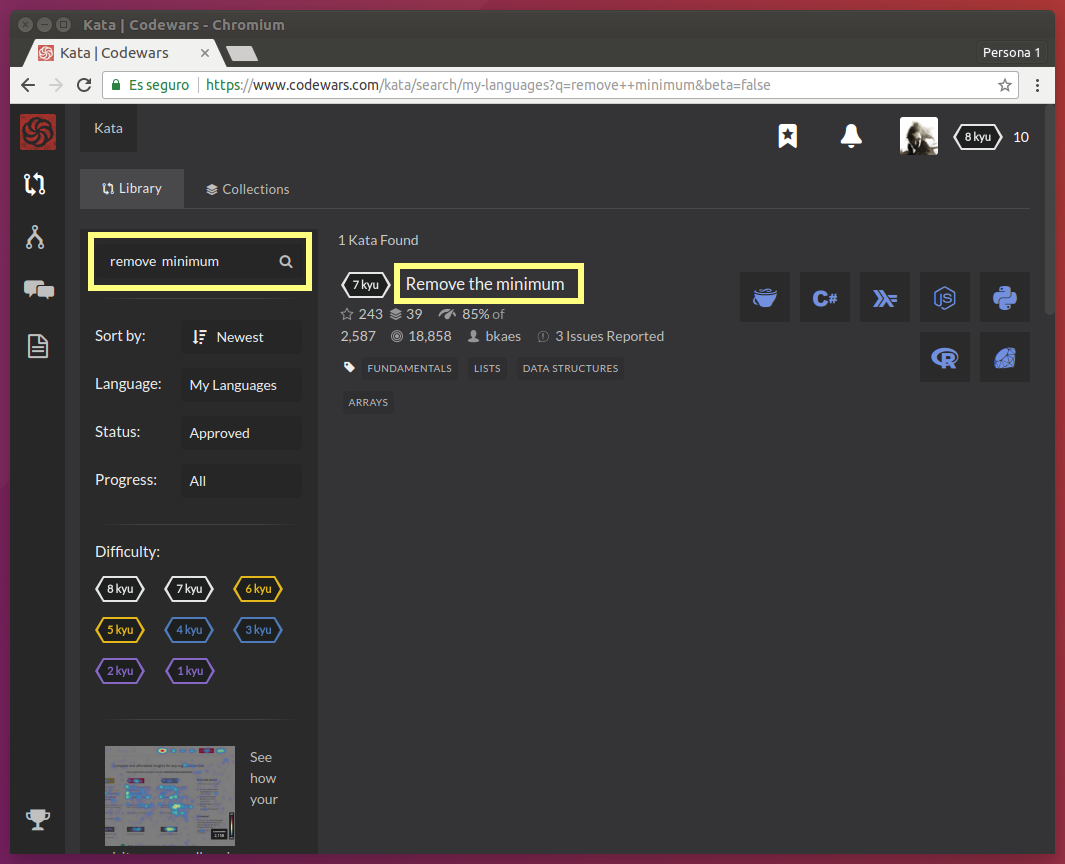 Kata | Codewars - Chromium
Kata | Codewars
Persona 1
Es seguro
https://www.codewars.com/kata/search/my-languages?q=remove++minimum&beta=false
Kata
8 kyu
10
Library
Collections
remove  minimum
Sort by:
Newest
Language:
My Languages
Status:
Approved
Progress:
All
Difficulty:
8 kyu 7 kyu 6 kyu
5 kyu 4 kyu 3 kyu
2 kyu 1 kyu
See
how
your
1 Kata Found
7 kyu Remove the minimum
243 39 85% of
2,587 18,858 bkaes 3 Issues Reported
FUNDAMENTALS LISTS DATA STRUCTURES
ARRAYS
C#
JS
R